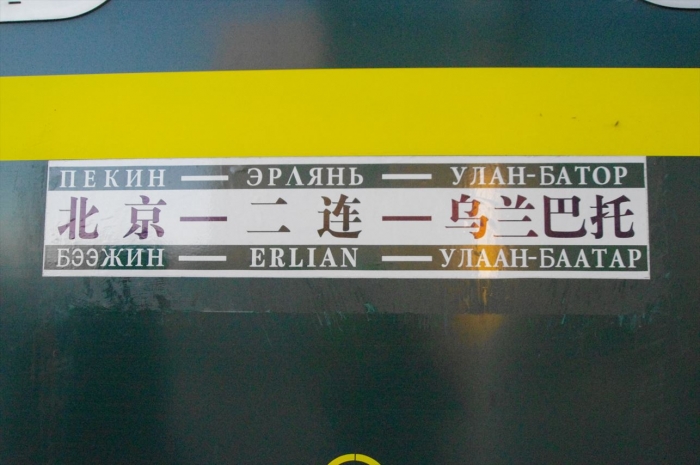 ПЕКИН — ЭРЛЯНЬ — УЛАН-БАТОР
北京—二连—乌兰巴托
БЭЭЖИН — ERLIAN — УЛААН-БААТАР